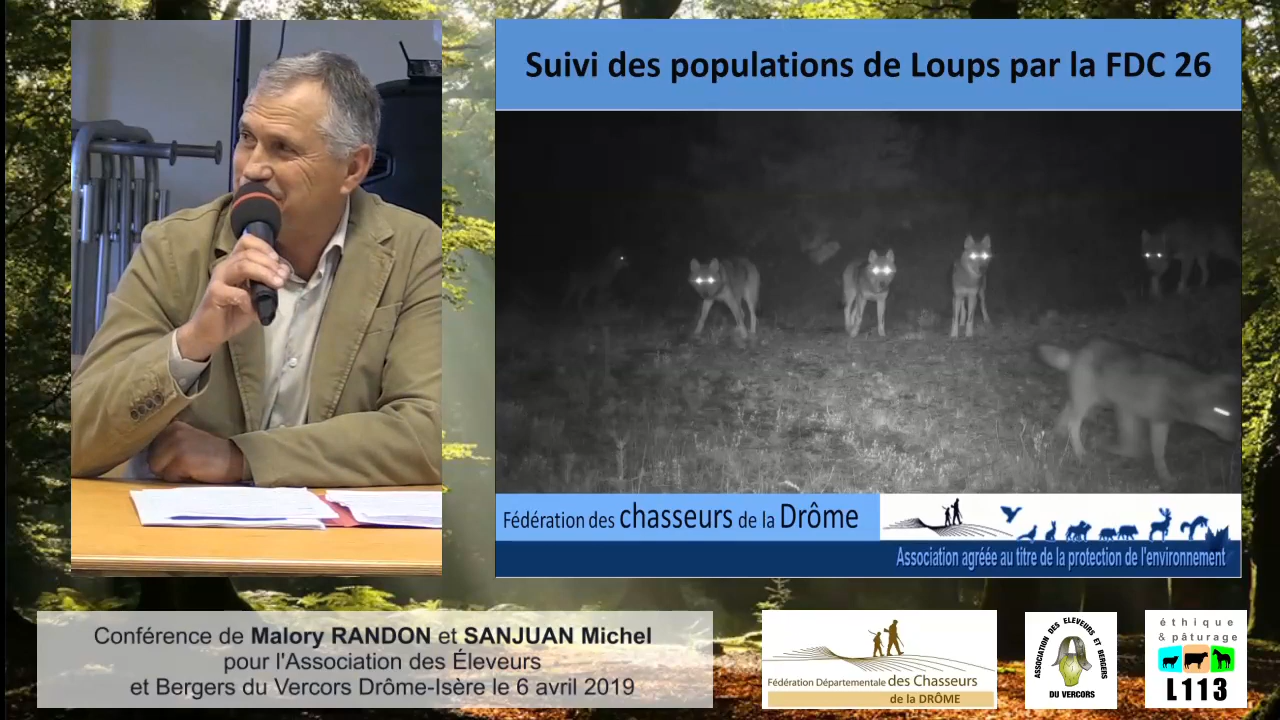 Suivi des populations de Loups par la FDC 26
Fédération des chasseurs de la Drôme
Association agréée au titre de la protection de l'environnement
Conférence de Malory RANDON et SANJUAN Michel
pour l'Association des Éleveurs
et Bergers du Vercors Drôme-Isère le 6 avril 2019
Fédération Départementale des Chasseurs
de la DRÔME
ASSOCIATION DES ELEVEURS ET BERGERS
DU VERCORS
éthique
& pâturage
L113